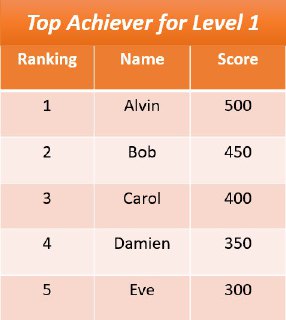 Top Achiever for Level 1
Ranking Name Score
1 Alvin 500
2 Bob 450
3 Carol 400
4 Damien 350
5 Eve 300